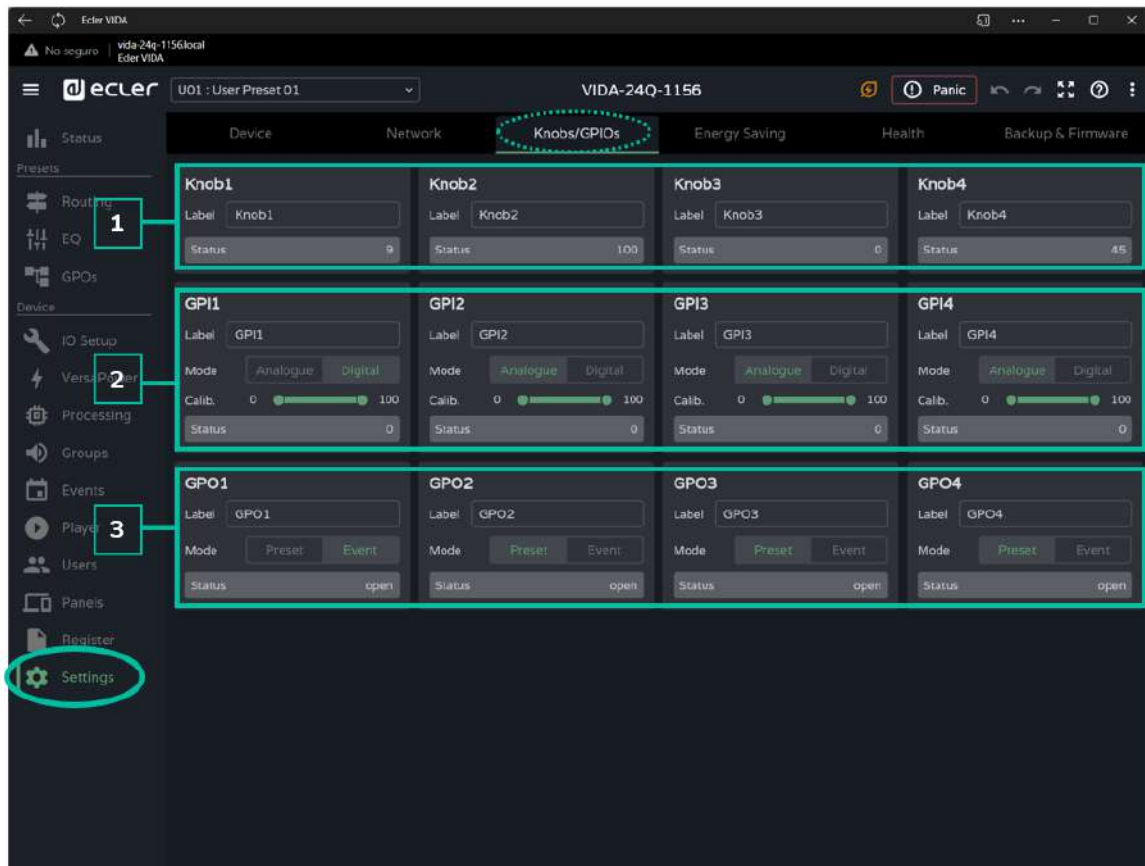 Ecler VIDA
No seguro
vida-24q-1156.local
Ecler VIDA
ecler U01 : User Preset 01 VIDA-24Q-1156 Panic
Device Network Knobs/GPIOs Energy Saving Health Backup & Firmware
Status
Presets
Routing
EQ
GPOs
Device
IO Setup
Processing
Groups
Events
Player
Users
Panels
Register
Settings
1
Knob1 Knob2 Knob3 Knob4
Label Knob1 Label Knob2 Label Knob3 Label Knob4
Status 9 Status 100 Status 0 Status 45
2
GPI1 GPI2 GPI3 GPI4
Label GPI1 Label GPI2 Label GPI3 Label GPI4
Mode Analogue Digital Mode Analogue Digital Mode Analogue Digital Mode Analogue Digital
Calib. 0 100 Calib. 0 100 Calib. 0 100 Calib. 0 100
Status 0 Status 0 Status 0 Status 0
3
GPO1 GPO2 GPO3 GPO4
Label GPO1 Label GPO2 Label GPO3 Label GPO4
Mode Preset Event Mode Preset Event Mode Preset Event Mode Preset Event
Status open Status open Status open Status open